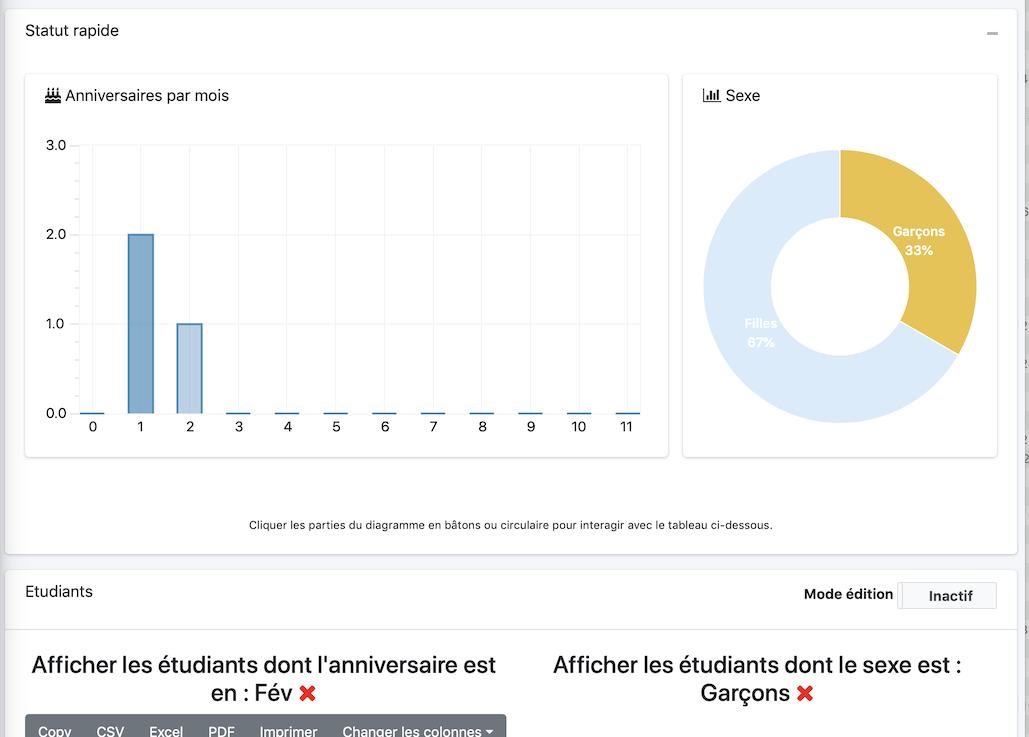 Statut rapide
Anniversaires par mois
Sexe
3.0
2.0
1.0
0.0
0 1 2 3 4 5 6 7 8 9 10 11
Garçons
33%
Filles
67%
Cliquer les parties du diagramme en bâtons ou circulaire pour interagir avec le tableau ci-dessous.
Etudiants
Mode édition
Inactif
Afficher les étudiants dont l'anniversaire est
en : Fév ❌
Afficher les étudiants dont le sexe est :
Garçons ❌
Copy CSV Excel PDF Imprimer Changer les colonnes